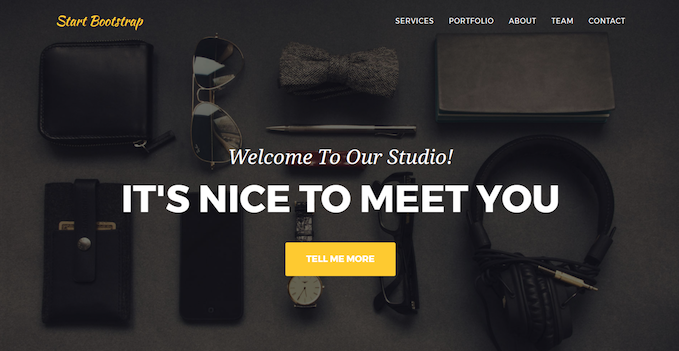 Start Bootstrap
SERVICES PORTFOLIO ABOUT TEAM CONTACT
Welcome To Our Studio!
IT'S NICE TO MEET YOU
TELL ME MORE